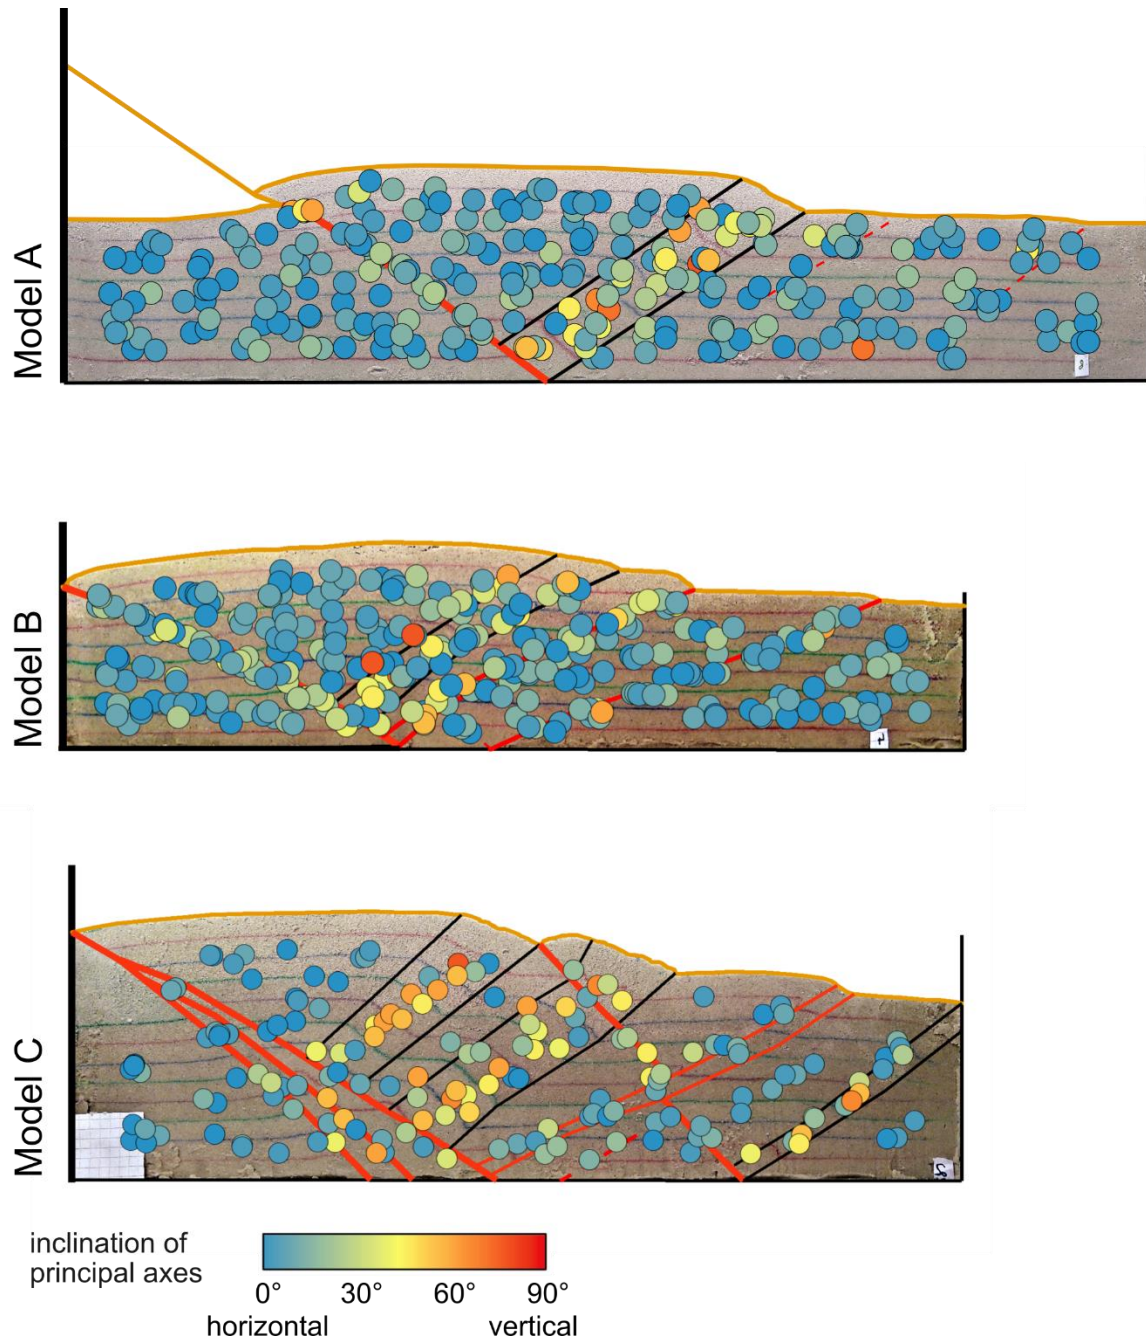 Model A
Model B
Model C
inclination of
principal axes
0° 30° 60° 90°
horizontal vertical